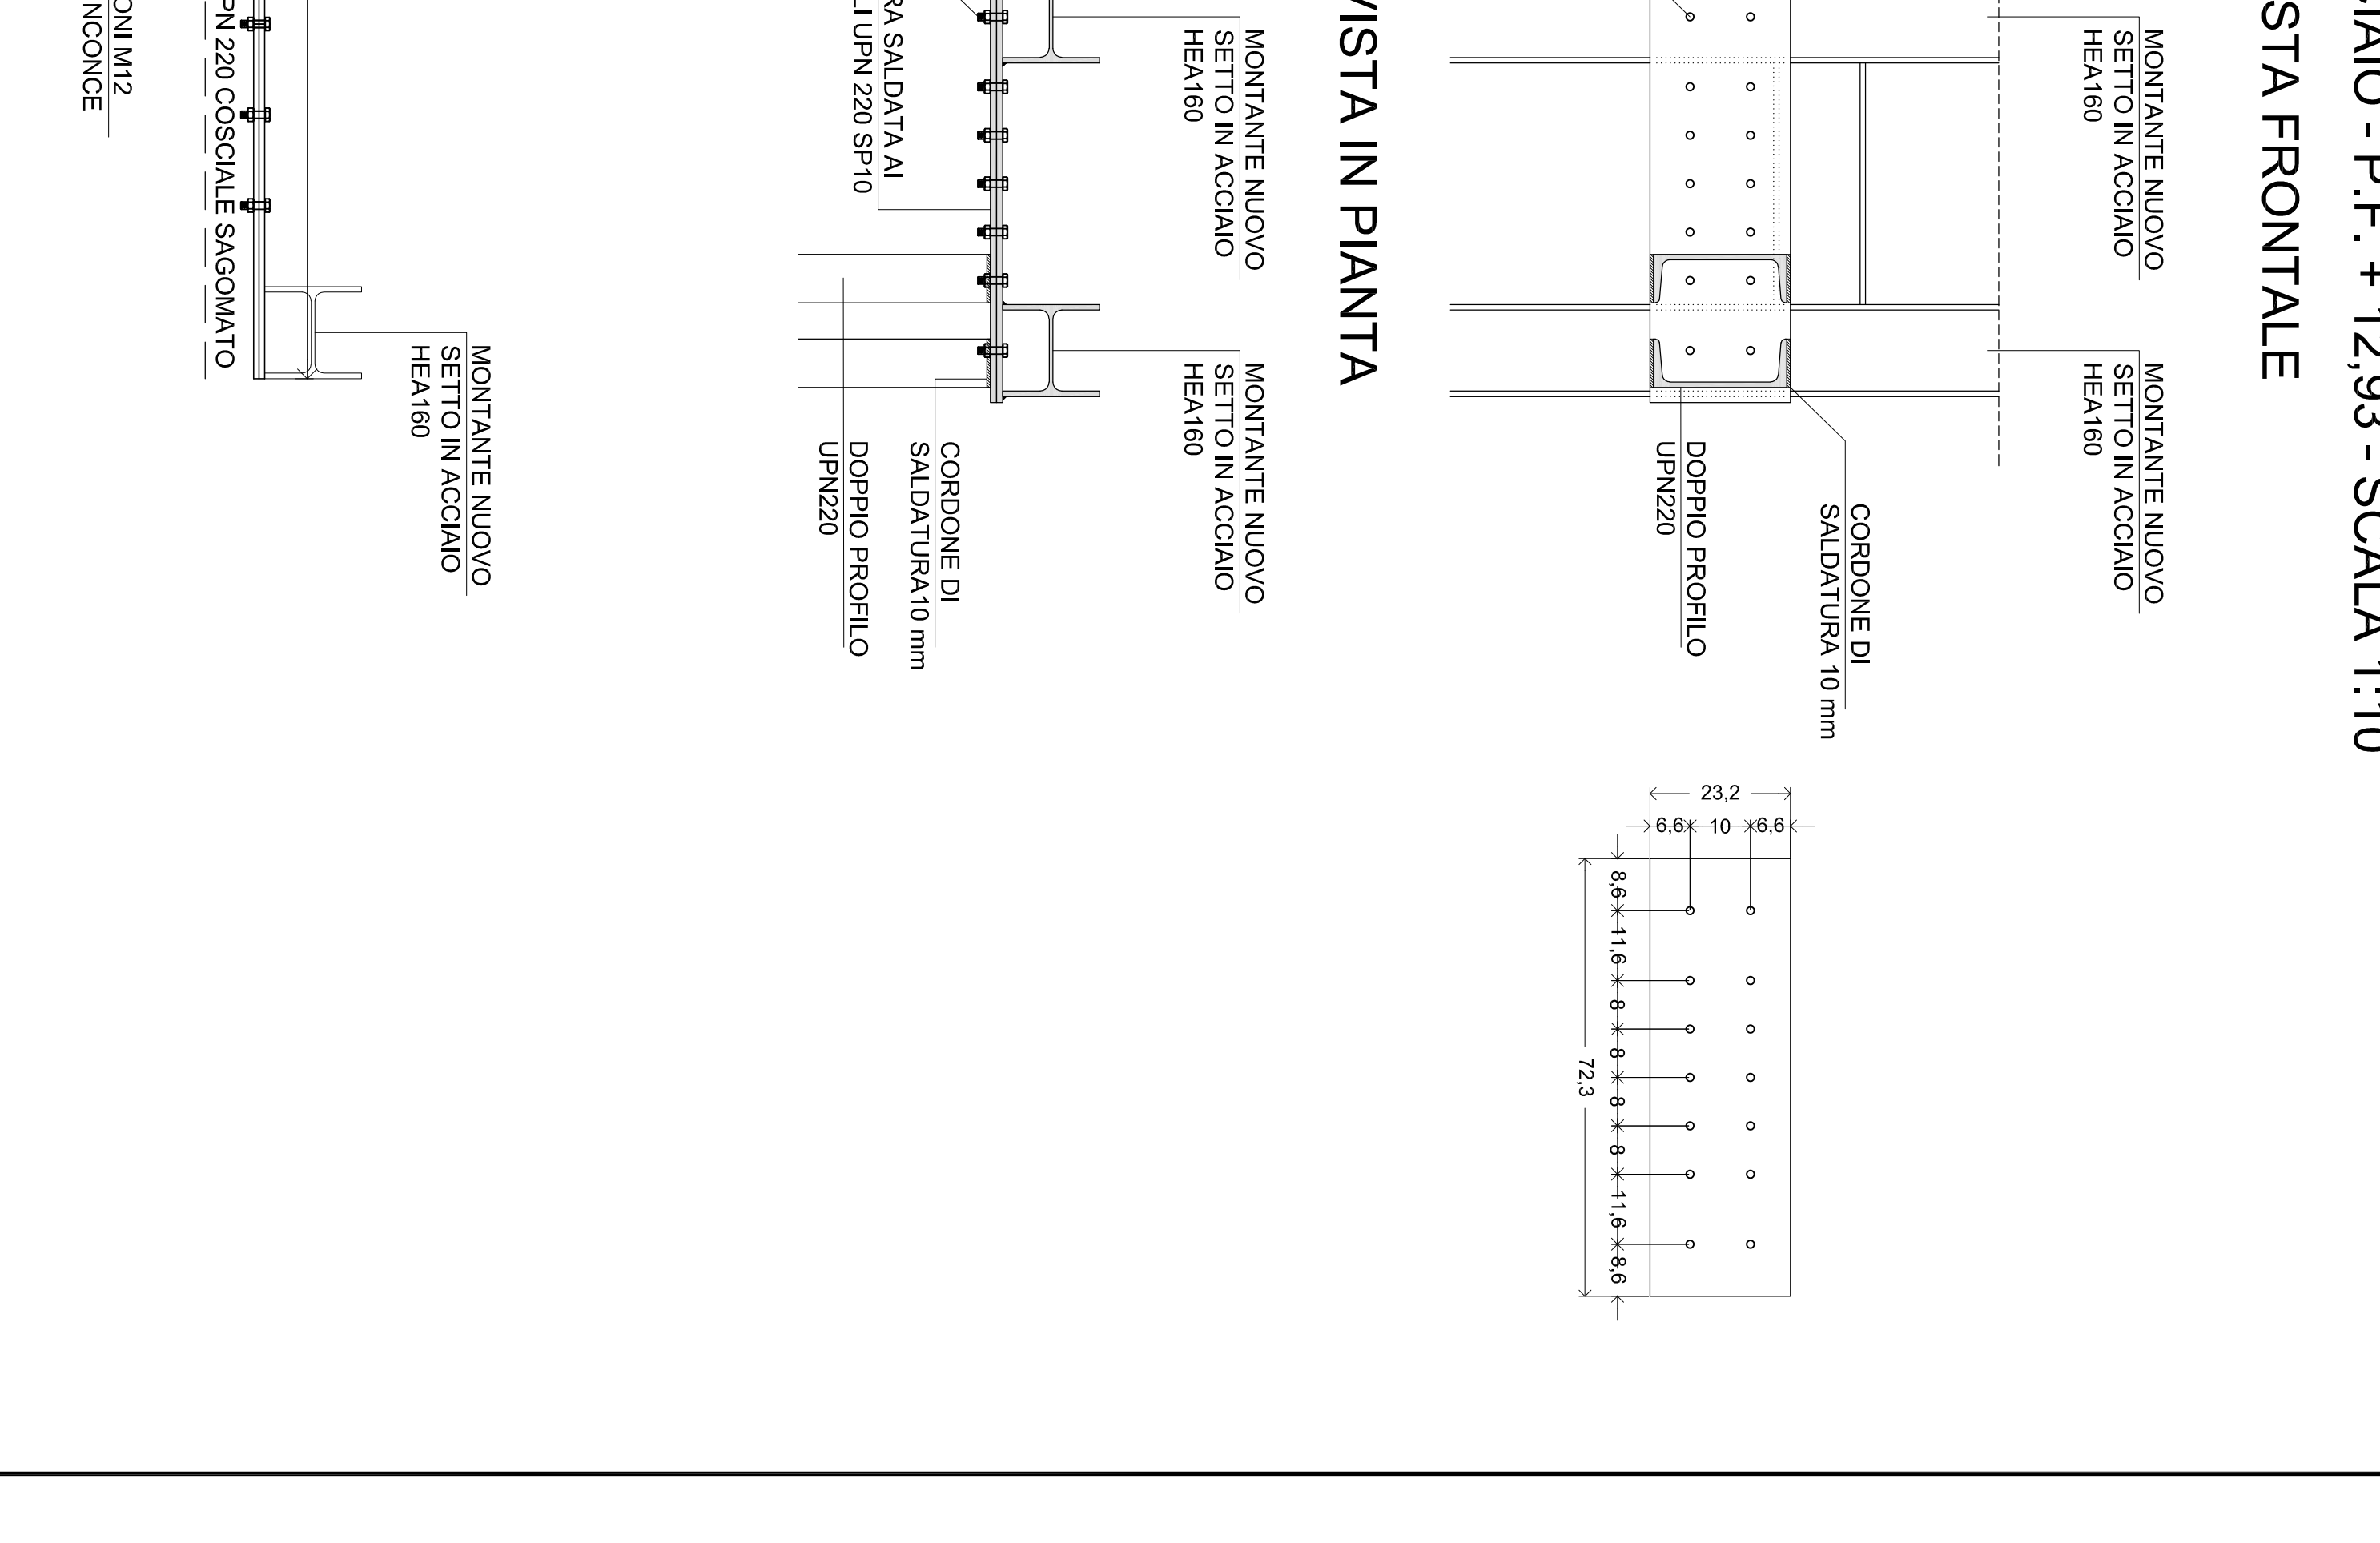 CIAIO - P.F. + 12,93 - SCALA 1:10
STA FRONTALE
MONTANTE NUOVO
SETTO IN ACCIAIO
HEA160
MONTANTE NUOVO
SETTO IN ACCIAIO
HEA160
CORDONE DI
SALDATURA 10 mm
DOPPIO PROFILO
UPN220
23,2
6,6
10
6,6
8,6
11,6
8
8
8
8
11,6
8,6
72,3
VISTA IN PIANTA
MONTANTE NUOVO
SETTO IN ACCIAIO
HEA160
MONTANTE NUOVO
SETTO IN ACCIAIO
HEA160
RA SALDATA AI
LI UPN 220 SP10
CORDONE DI
SALDATURA10 mm
DOPPIO PROFILO
UPN220
MONTANTE NUOVO
SETTO IN ACCIAIO
HEA160
PN 220 COSCIALE SAGOMATO
ONI M12
NCONCE